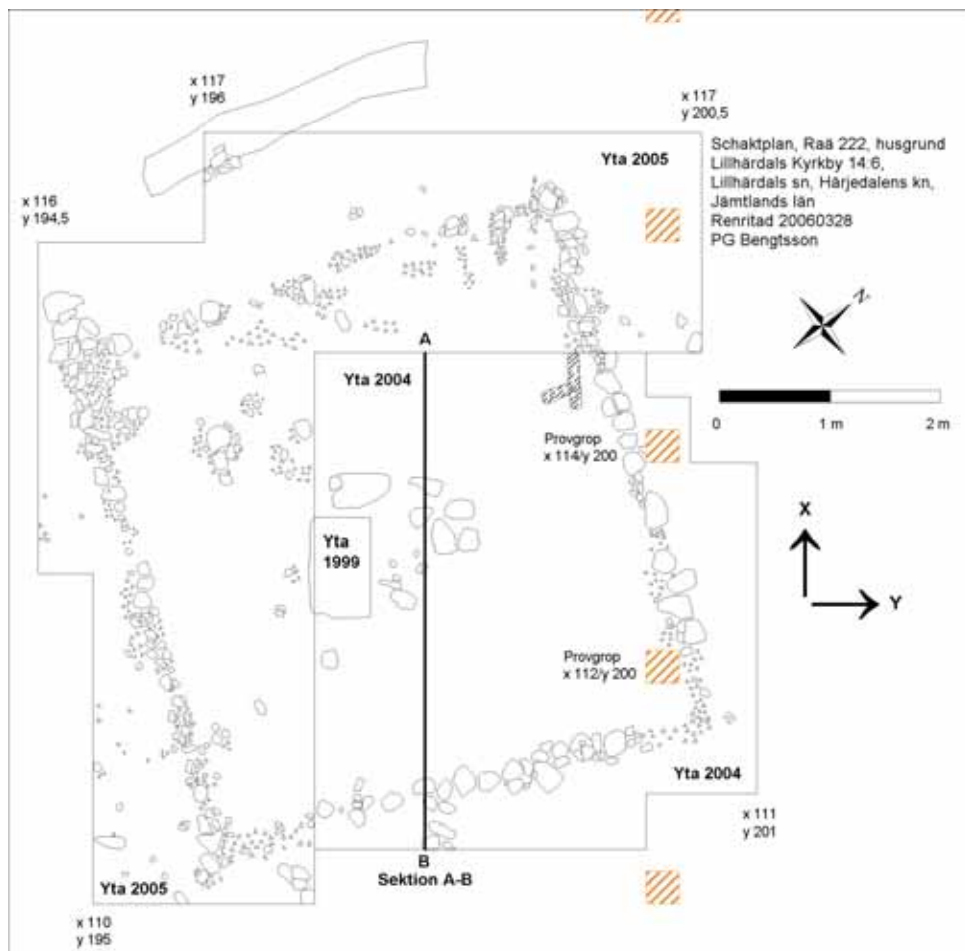 x 117
y 196
x 117
y 200,5
Yta 2005
Schaktplan, Raä 222, husgrund
Lillhärdals Kyrkby 14:6,
Lillhärdals sn, Härjedalens kn,
Jämtlands län
Renritad 20060328
PG Bengtsson
x 116
y 194,5
N
A
Yta 2004
0 1 m 2 m
Provgrop
x 114/y 200
Yta
1999
X
Y
Provgrop
x 112/y 200
Yta 2004
x 111
y 201
B
Sektion A-B
Yta 2005
x 110
y 195